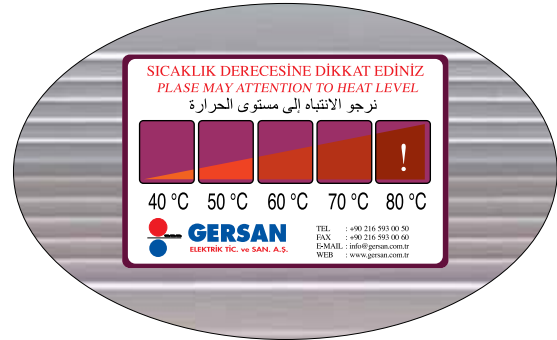 SICAKLIK DERECESİNE DİKKAT EDİNİZ
PLASE MAY ATTENTION TO HEAT LEVEL
نرجو الانتباه إلى مستوى الحرارة
!
40 °C 50 °C 60 °C 70 °C 80 °C
GERSAN
ELEKTRİK TİC. ve SAN. A.Ş.
TEL : +90 216 593 00 50
FAX : +90 216 593 00 60
E-MAIL : info@gersan.com.tr
WEB : www.gersan.com.tr